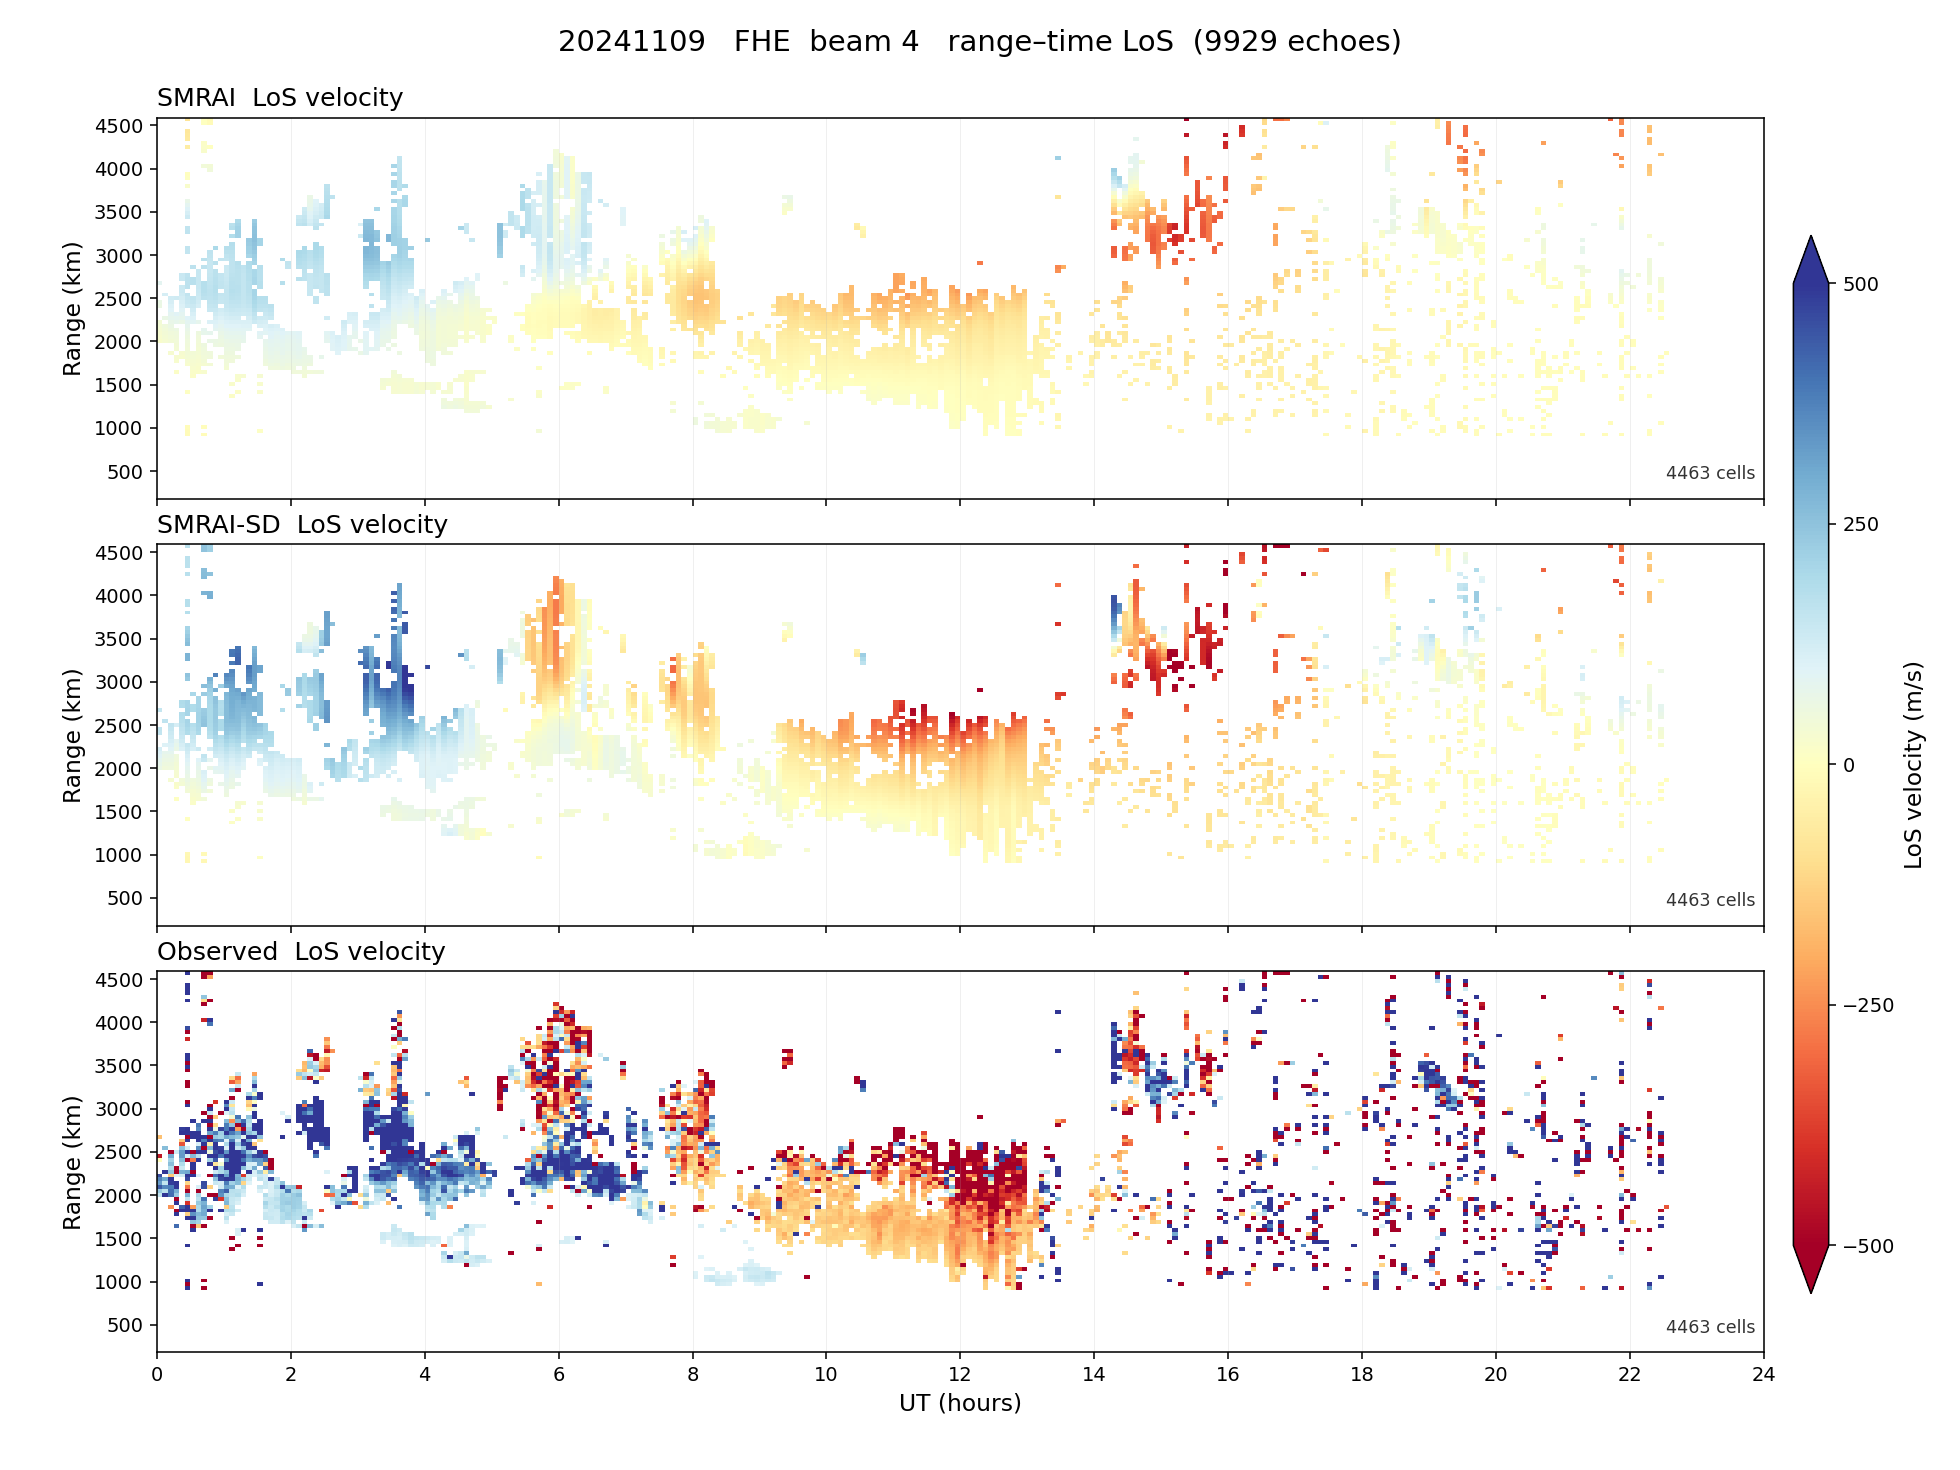 20241109   FHE  beam 4   range–time LoS  (9929 echoes)
SMRAI  LoS velocity
4500
4000
3500
3000
2500
2000
1500
1000
500
Range (km)
4463 cells
SMRAI-SD  LoS velocity
4500
4000
3500
3000
2500
2000
1500
1000
500
Range (km)
4463 cells
Observed  LoS velocity
4500
4000
3500
3000
2500
2000
1500
1000
500
Range (km)
4463 cells
0 2 4 6 8 10 12 14 16 18 20 22 24
UT (hours)
500
250
0
−250
−500
LoS velocity (m/s)